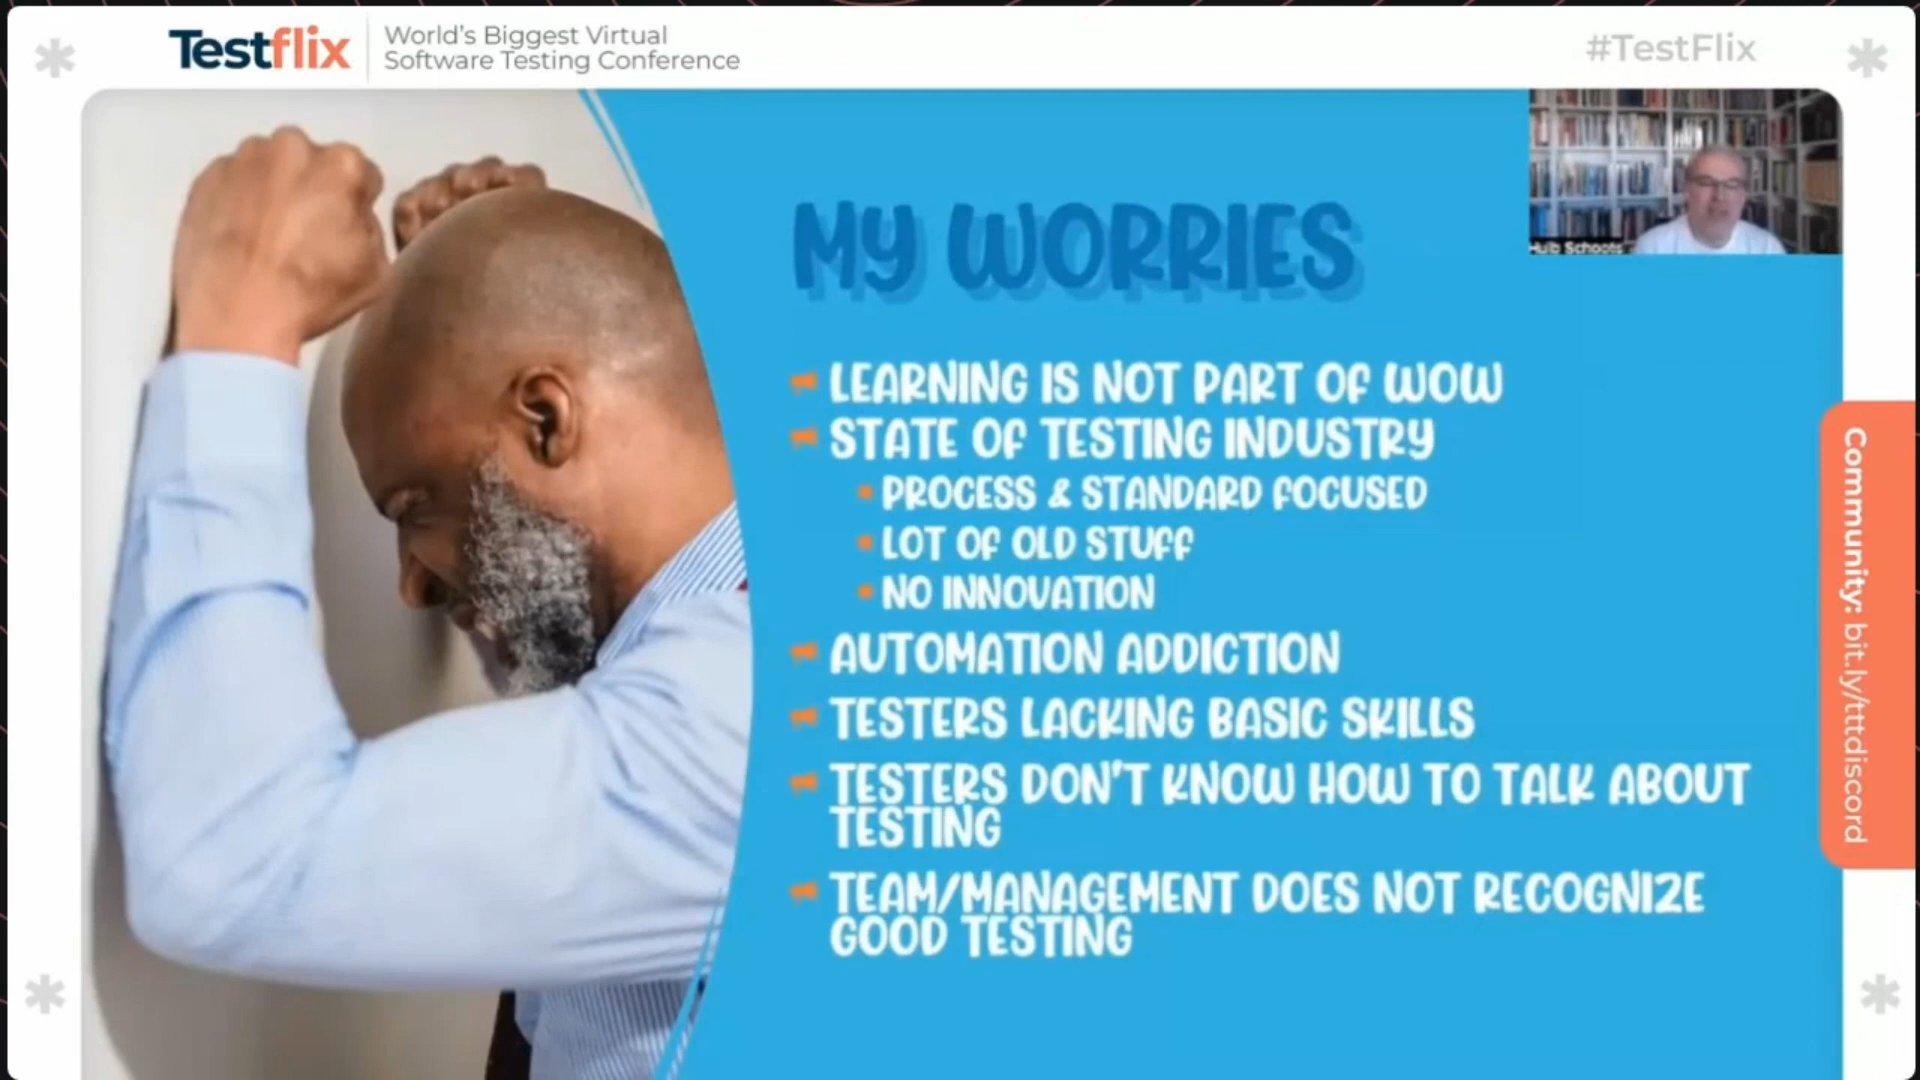 Testflix
World's Biggest Virtual
Software Testing Conference
#TestFlix
Huib Schoots
MY WORRIES
LEARNING IS NOT PART OF WOW
STATE OF TESTING INDUSTRY
PROCESS & STANDARD FOCUSED
LOT OF OLD STUFF
NO INNOVATION
AUTOMATION ADDICTION
TESTERS LACKING BASIC SKILLS
TESTERS DON'T KNOW HOW TO TALK ABOUT
TESTING
TEAM/MANAGEMENT DOES NOT RECOGNIZE
GOOD TESTING
Community: bit.ly/tttdiscord